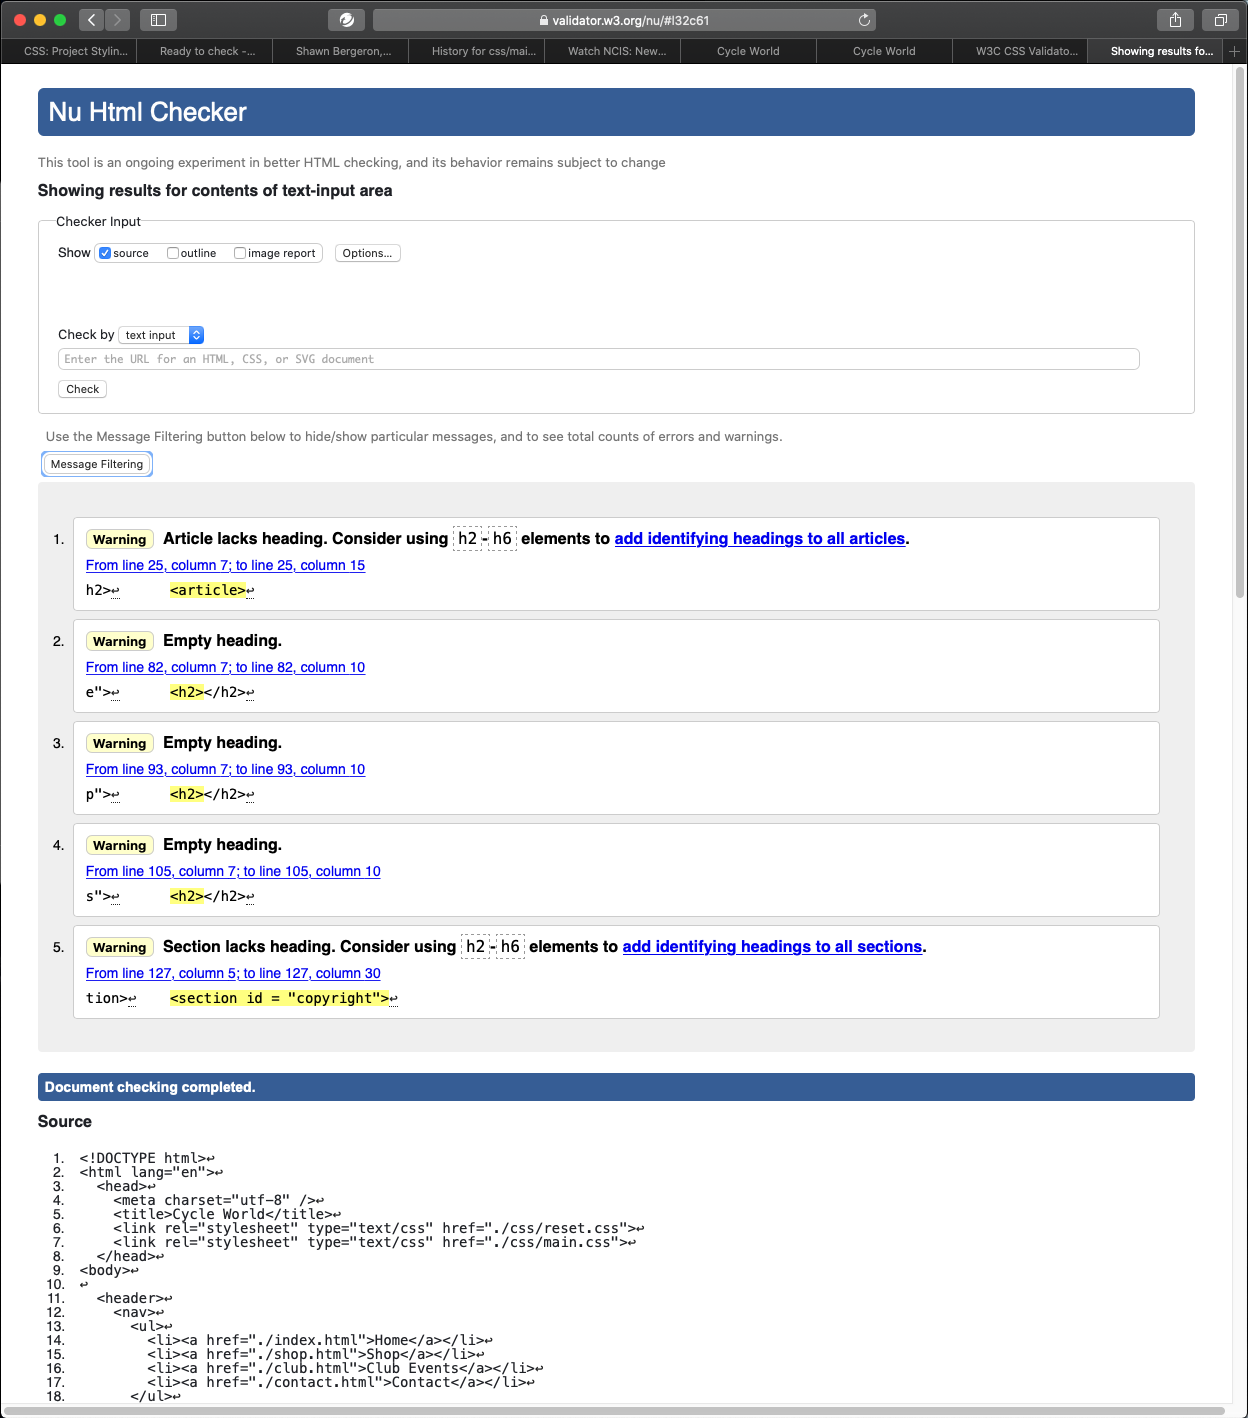 validator.w3.org/nu/#l32c61
CSS: Project Stylin...
Ready to check -...
Shawn Bergeron,...
History for css/mai...
Watch NCIS: New...
Cycle World
Cycle World
W3C CSS Validato...
Showing results fo...
Nu Html Checker
This tool is an ongoing experiment in better HTML checking, and its behavior remains subject to change
Showing results for contents of text-input area
Checker Input
Show source outline image report Options...
Check by text input
Enter the URL for an HTML, CSS, or SVG document
Check
Use the Message Filtering button below to hide/show particular messages, and to see total counts of errors and warnings.
Message Filtering
1. Warning Article lacks heading. Consider using h2-h6 elements to add identifying headings to all articles.
From line 25, column 7; to line 25, column 15
h2>↩ <article>↩
2. Warning Empty heading.
From line 82, column 7; to line 82, column 10
e">↩ <h2></h2>↩
3. Warning Empty heading.
From line 93, column 7; to line 93, column 10
p">↩ <h2></h2>↩
4. Warning Empty heading.
From line 105, column 7; to line 105, column 10
s">↩ <h2></h2>↩
5. Warning Section lacks heading. Consider using h2-h6 elements to add identifying headings to all sections.
From line 127, column 5; to line 127, column 30
tion>↩ <section id = "copyright">↩
Document checking completed.
Source
1. <!DOCTYPE html>↩
2. <html lang="en">↩
3. <head>↩
4. <meta charset="utf-8" />↩
5. <title>Cycle World</title>↩
6. <link rel="stylesheet" type="text/css" href="./css/reset.css">↩
7. <link rel="stylesheet" type="text/css" href="./css/main.css">↩
8. </head>↩
9. <body>↩
10. ↩
11. <header>↩
12. <nav>↩
13. <ul>↩
14. <li><a href="./index.html">Home</a></li>↩
15. <li><a href="./shop.html">Shop</a></li>↩
16. <li><a href="./club.html">Club Events</a></li>↩
17. <li><a href="./contact.html">Contact</a></li>↩
18. </ul>↩